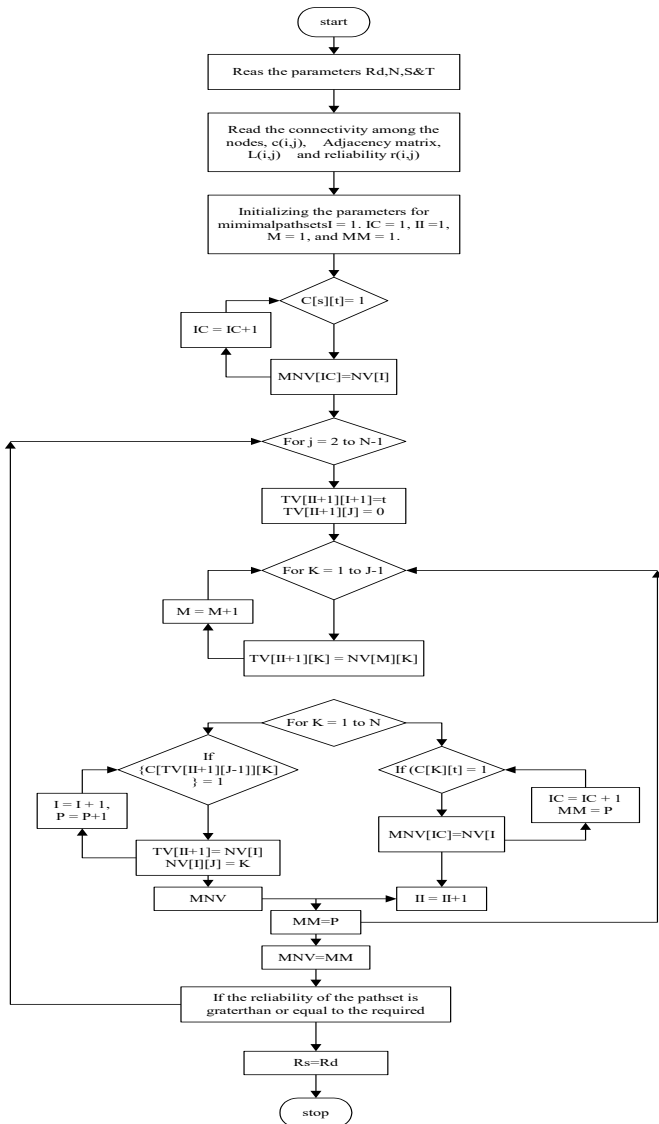 start
Reas the parameters Rd,N,S&T
Read the connectivity among the
nodes, c(i,j), Adjacency matrix,
L(i,j) and reliability r(i,j)
Initializing the parameters for
mimimalpathsetsI = 1. IC = 1, II =1,
M = 1, and MM = 1.
C[s][t]= 1
IC = IC+1
MNV[IC]=NV[I]
For j = 2 to N-1
TV[II+1][I+1]=t
TV[II+1][J] = 0
For K = 1 to J-1
M = M+1
TV[II+1][K] = NV[M][K]
For K = 1 to N
If
{C[TV[II+1][J-1]][K]
} = 1
If (C[K][t] = 1
I = I + 1,
P = P+1
IC = IC + 1
MM = P
TV[II+1]= NV[I]
NV[I][J] = K
MNV[IC]=NV[I
MNV
II = II+1
MM=P
MNV=MM
If the reliability of the pathset is
graterthan or equal to the required
Rs=Rd
stop